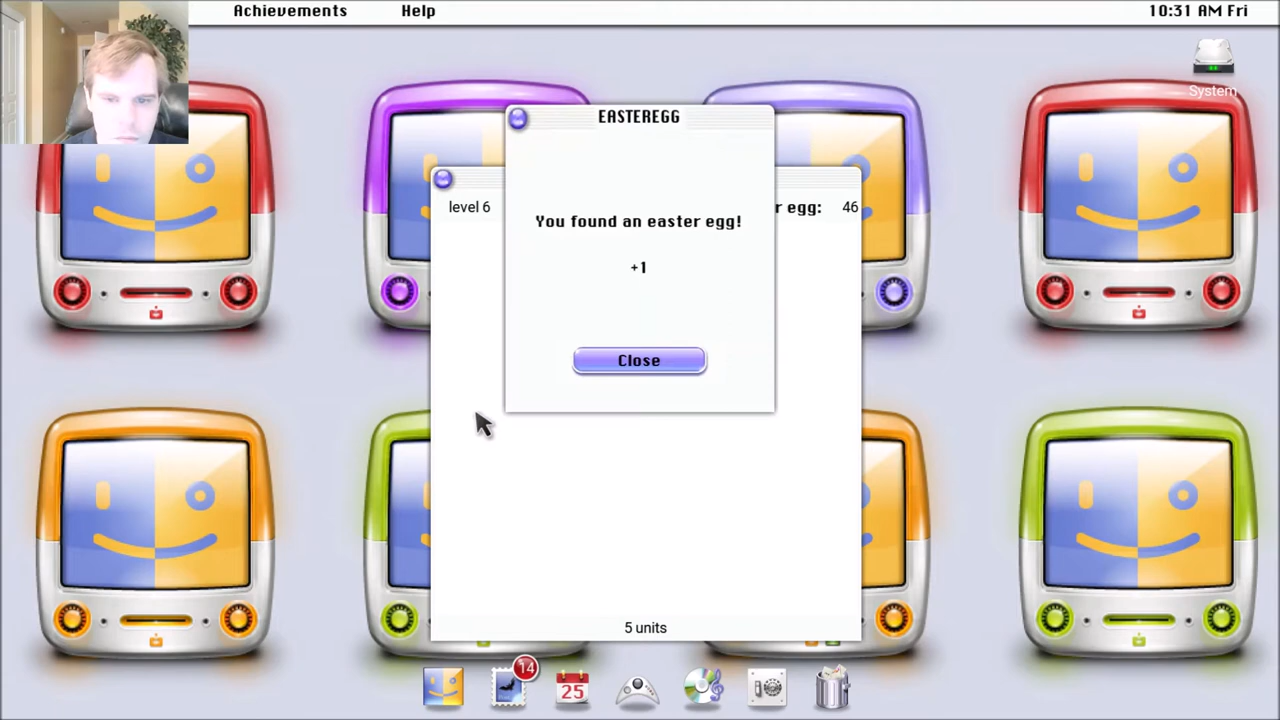 Achievements Help 10:31 AM Fri
System
EASTEREGG
level 6
r egg: 46
You found an easter egg!
+1
Close
5 units
14
25